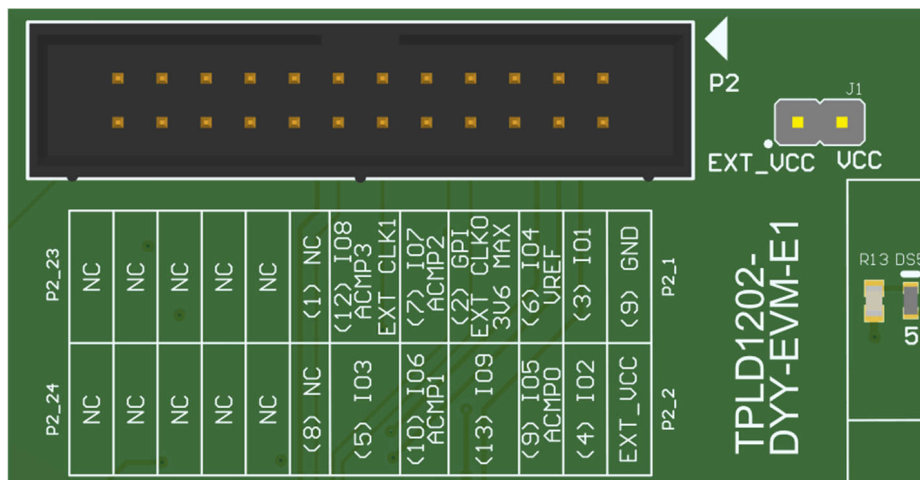 P2
J1
EXT_VCC
VCC
P2_23
NC
NC
NC
NC
NC
(1) NC
(12) IO8
ACMP3
EXT CLK1
(7) IO7
ACMP2
(2) GPI
EXT CLK0
3V6 MAX
(6) IO4
VREF
(3) IO1
(9) GND
P2_1
P2_24
NC
NC
NC
NC
NC
(8) NC
(5) IO3
(10) IO6
ACMP1
(13) IO9
(9) IO5
ACMP0
(4) IO2
EXT_VCC
P2_2
TPLD1202-
DYY-EVM-E1
R13 DS5
5